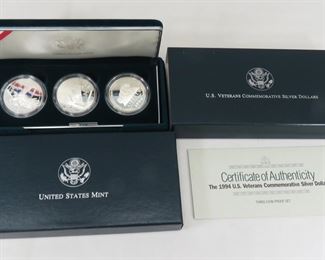 U.S. VETERANS COMMEMORATIVE SILVER DOLLARS
UNITED STATES MINT
Certificate of Authenticity
The 1994 U.S. Veterans Commemorative Silver Dollar
THREE-COIN PROOF SET